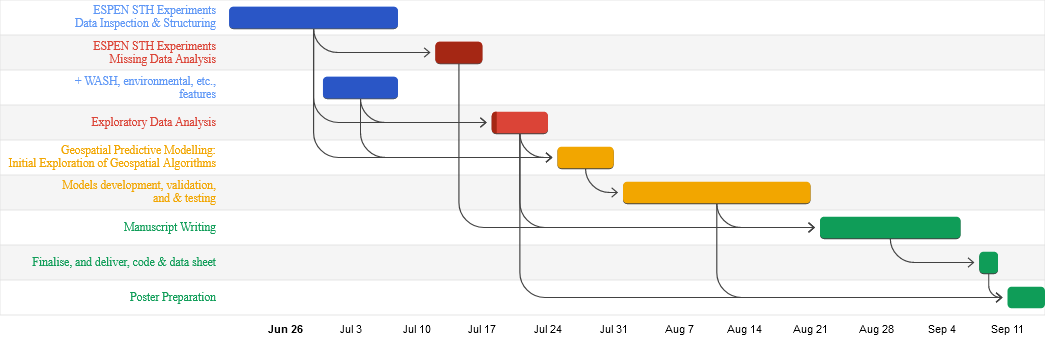 ESPEN STH Experiments
Data Inspection & Structuring
ESPEN STH Experiments
Missing Data Analysis
+ WASH, environmental, etc.,
features
Exploratory Data Analysis
Geospatial Predictive Modelling:
Initial Exploration of Geospatial Algorithms
Models development, validation,
and & testing
Manuscript Writing
Finalise, and deliver, code & data sheet
Poster Preparation
Jun 26 Jul 3 Jul 10 Jul 17 Jul 24 Jul 31 Aug 7 Aug 14 Aug 21 Aug 28 Sep 4 Sep 11